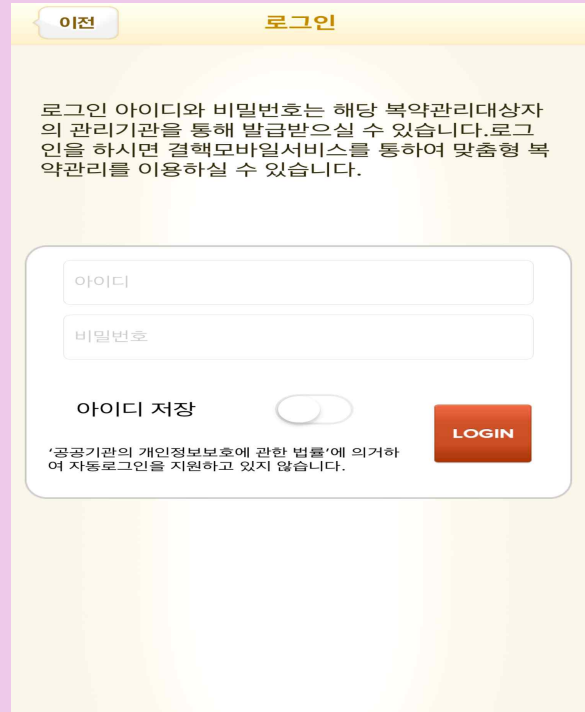 이전
로그인
로그인 아이디와 비밀번호는 해당 복약관리대상자
의 관리기관을 통해 발급받으실 수 있습니다.로그
인을 하시면 결핵모바일서비스를 통하여 맞춤형 복
약관리를 이용하실 수 있습니다.
아이디
비밀번호
아이디 저장
LOGIN
‘공공기관의 개인정보보호에 관한 법률’에 의거하
여 자동로그인을 지원하고 있지 않습니다.